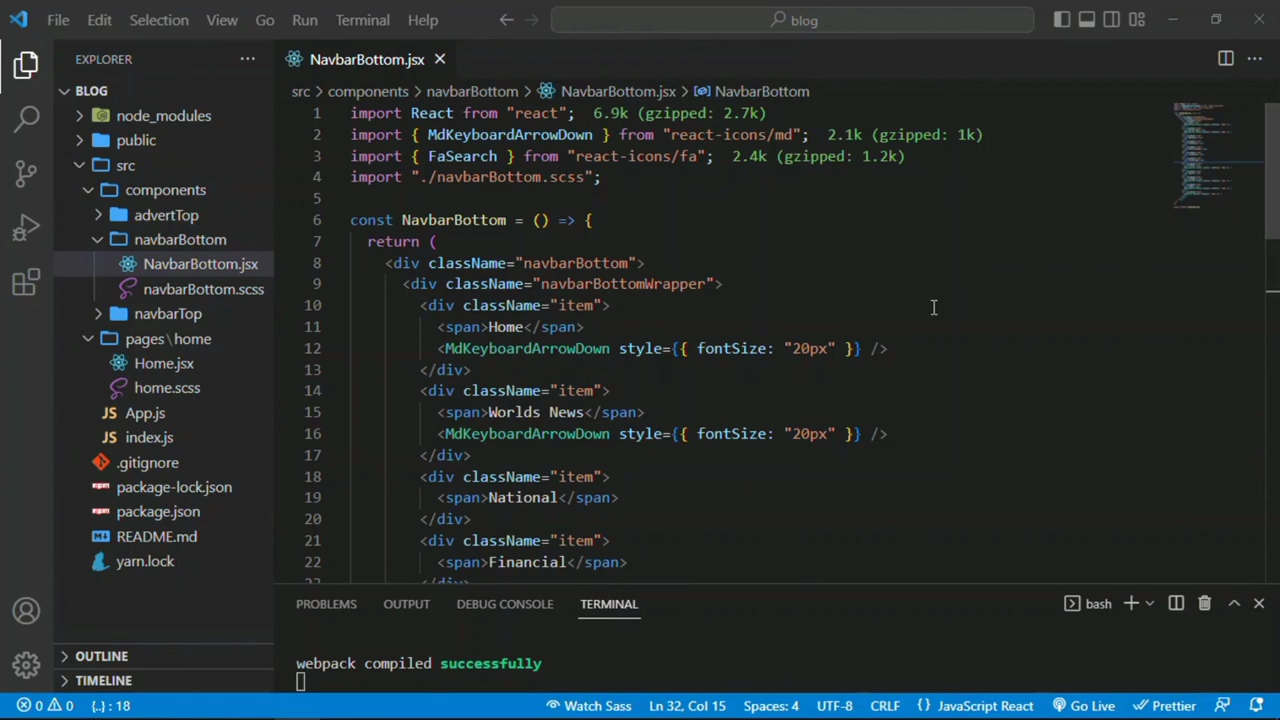 File Edit Selection View Go Run Terminal Help
blog
EXPLORER
NavbarBottom.jsx
BLOG
node_modules
public
src
components
advertTop
navbarBottom
NavbarBottom.jsx
navbarBottom.scss
navbarTop
pages\home
Home.jsx
home.scss
App.js
index.js
.gitignore
package-lock.json
package.json
README.md
yarn.lock
OUTLINE
TIMELINE
src > components > navbarBottom > NavbarBottom.jsx > NavbarBottom
1 import React from "react"; 6.9k (gzipped: 2.7k)
2 import { MdKeyboardArrowDown } from "react-icons/md"; 2.1k (gzipped: 1k)
3 import { FaSearch } from "react-icons/fa"; 2.4k (gzipped: 1.2k)
4 import "./navbarBottom.scss";
5
6 const NavbarBottom = () => {
7 return (
8 <div className="navbarBottom">
9 <div className="navbarBottomWrapper">
10 <div className="item">
11 <span>Home</span>
12 <MdKeyboardArrowDown style={{ fontSize: "20px" }} />
13 </div>
14 <div className="item">
15 <span>Worlds News</span>
16 <MdKeyboardArrowDown style={{ fontSize: "20px" }} />
17 </div>
18 <div className="item">
19 <span>National</span>
20 </div>
21 <div className="item">
22 <span>Financial</span>
23 </div>
PROBLEMS OUTPUT DEBUG CONSOLE TERMINAL
bash
webpack compiled successfully
0 0 {..} : 18
Watch Sass Ln 32, Col 15 Spaces: 4 UTF-8 CRLF { } JavaScript React Go Live Prettier